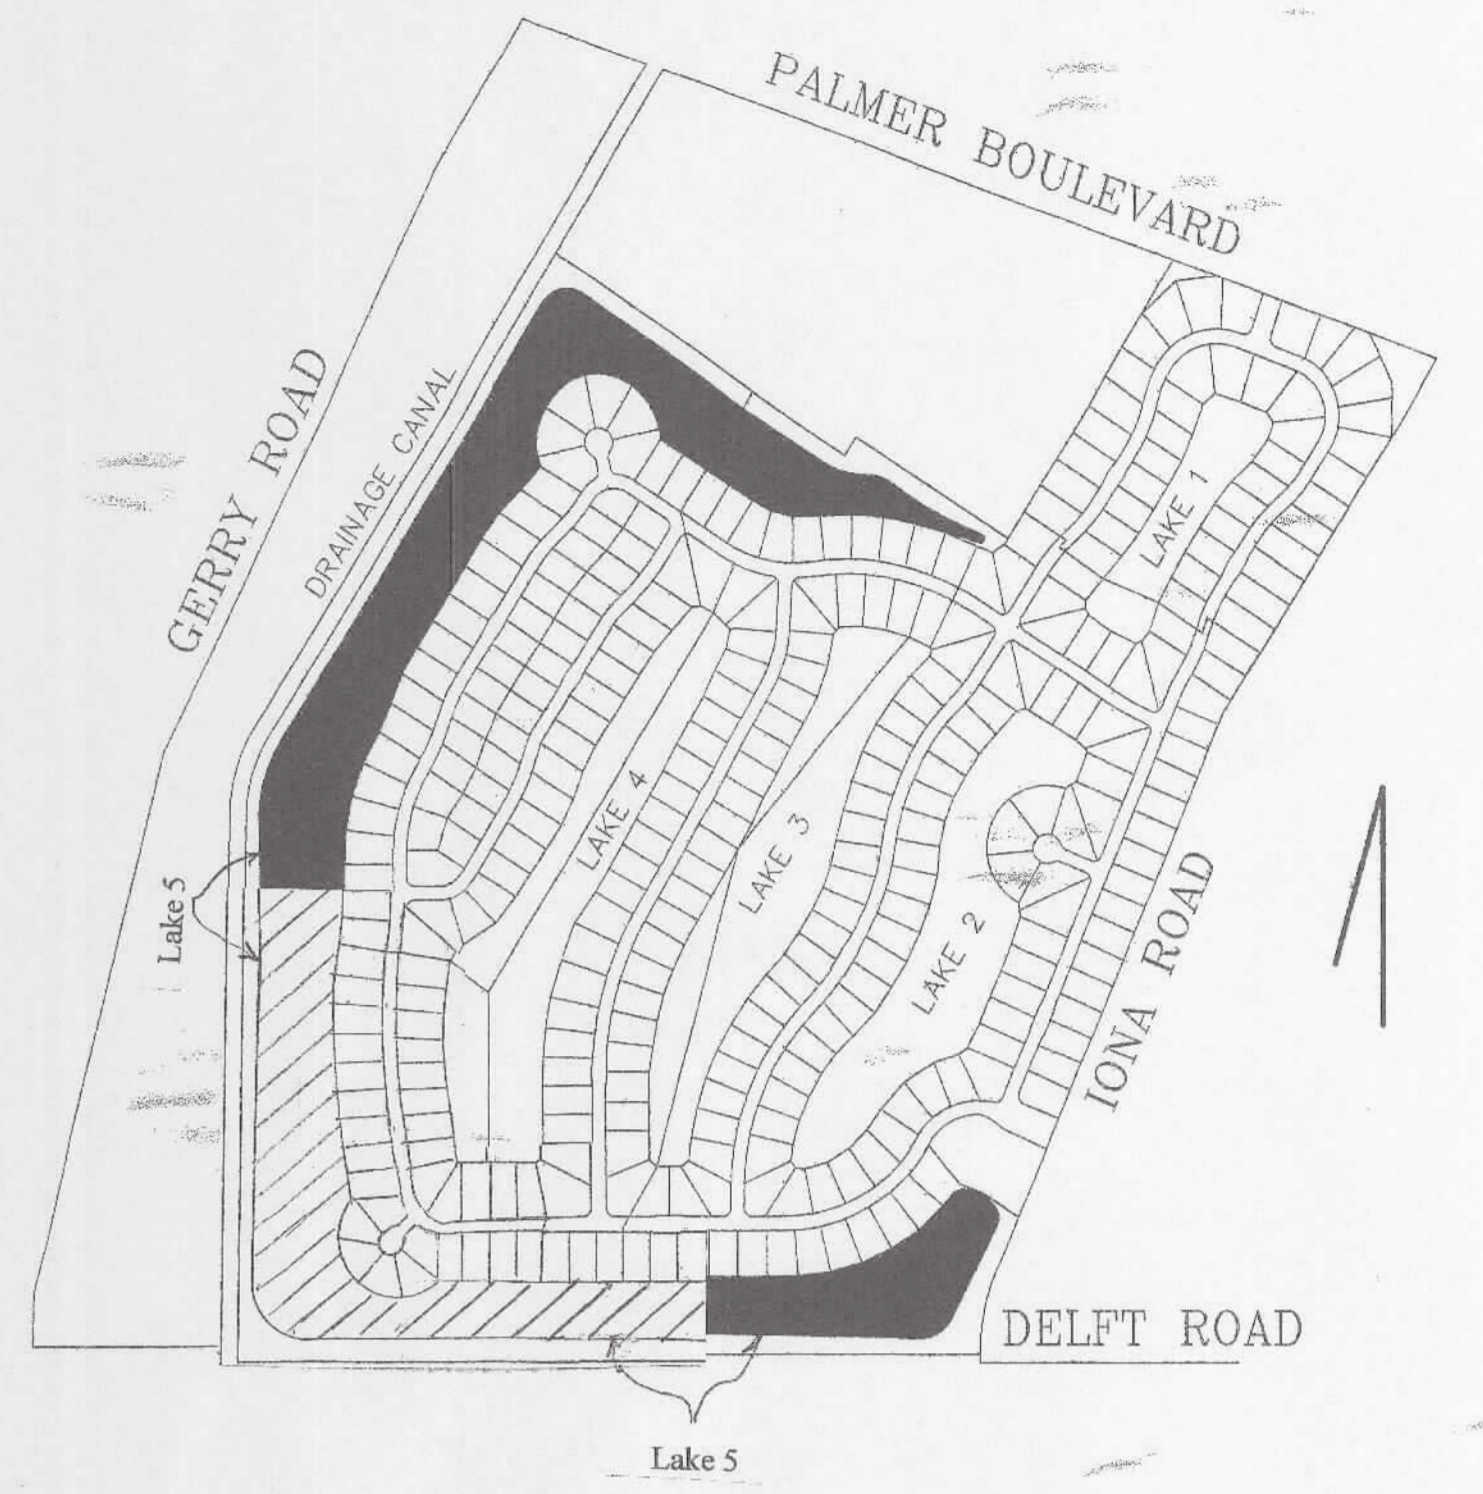 PALMER BOULEVARD
GERRY ROAD
DRAINAGE CANAL
LAKE 1
LAKE 4
LAKE 3
LAKE 2
Lake 5
IONA ROAD
DELFT ROAD
Lake 5